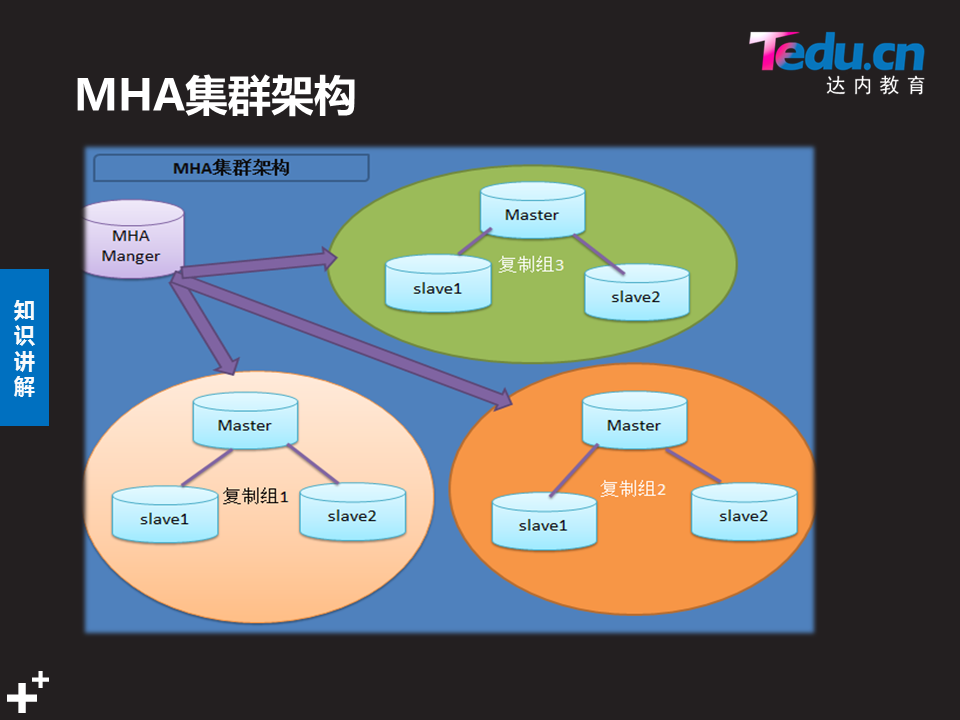 Tedu.cn
达内教育
MHA集群架构
MHA集群架构
MHA
Manger
Master
复制组3
slave1
slave2
知
识
讲
解
Master
复制组1
slave1
slave2
Master
复制组2
slave1
slave2